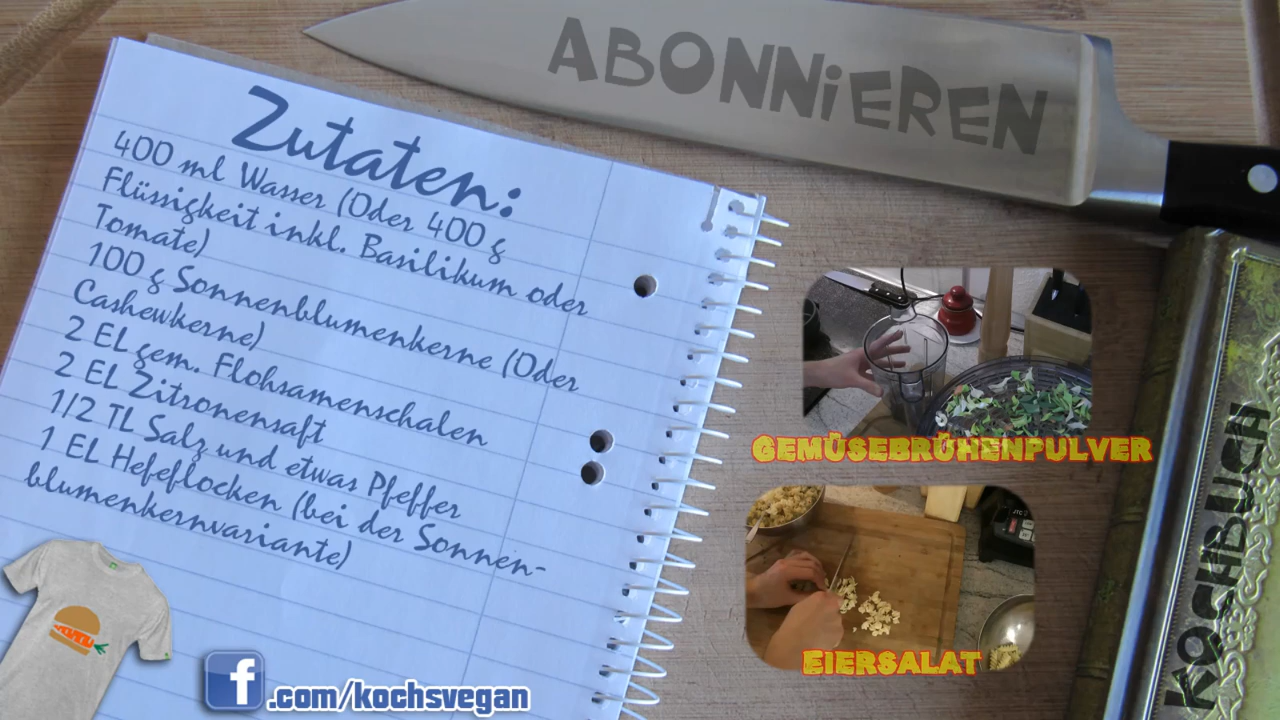 ABONNiEREN
Zutaten:
400 ml Wasser (Oder 400 g
Flüssigkeit inkl. Basilikum oder
Tomate)
100 g Sonnenblumenkerne (Oder
Cashewkerne)
2 EL gem. Flohsamenschalen
2 EL Zitronensaft
1/2 TL Salz und etwas Pfeffer
1 EL Hefeflocken (bei der Sonnen-
blumenkernvariante)
GEMÜSEBRÜHENPULVER
EIERSALAT
KOCHBUCH
f .com/kochsvegan